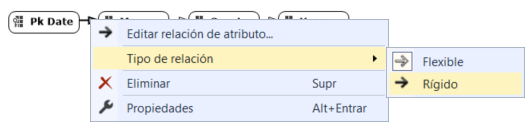 Pk Date
Editar relación de atributo...
Tipo de relación
Flexible
Rígido
Eliminar Supr
Propiedades Alt+Entrar